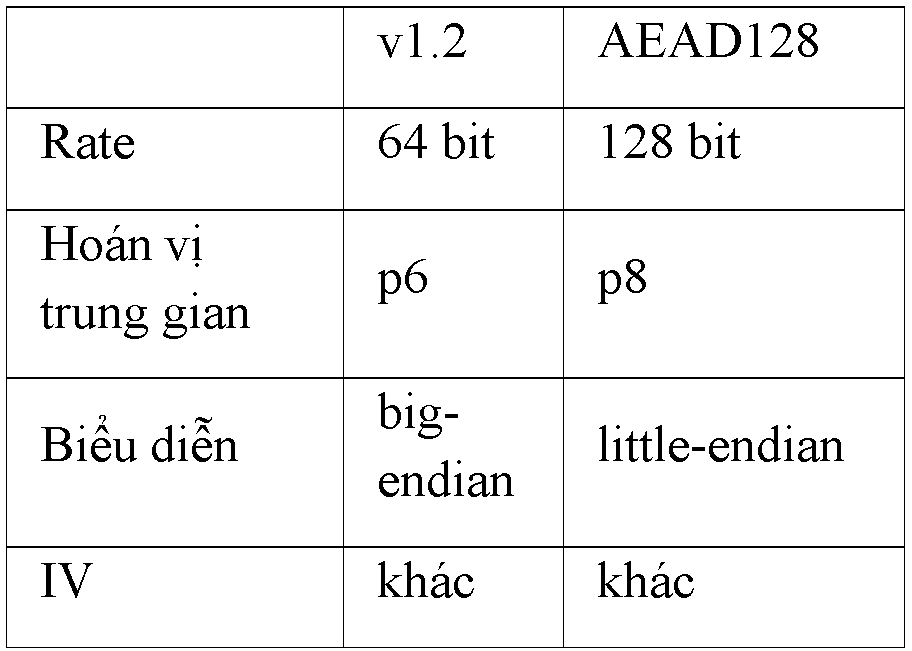 v1.2 AEAD128
Rate 64 bit 128 bit
Hoán vị
trung gian
p6 p8
Biểu diễn
big-
endian
little-endian
IV khác khác